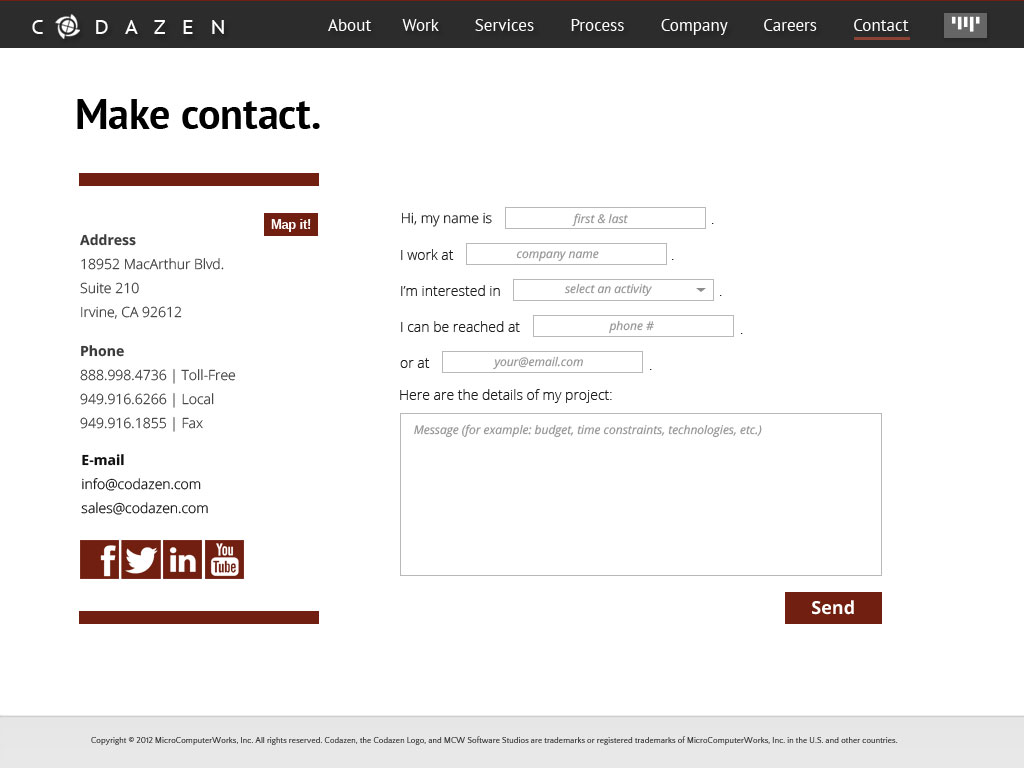 C DAZEN About Work Services Process Company Careers Contact
Make contact.
Map it!
Address
18952 MacArthur Blvd.
Suite 210
Irvine, CA 92612
Phone
888.998.4736 | Toll-Free
949.916.6266 | Local
949.916.1855 | Fax
E-mail
info@codazen.com
sales@codazen.com
f in You
Tube
Hi, my name is first & last .
I work at company name .
I'm interested in select an activity .
I can be reached at phone # .
or at your@email.com .
Here are the details of my project:
Message (for example: budget, time constraints, technologies, etc.)
Send
Copyright © 2012 MicroComputerWorks, Inc. All rights reserved. Codazen, the Codazen Logo, and MCW Software Studios are trademarks or registered trademarks of MicroComputerWorks, Inc. in the U.S. and other countries.